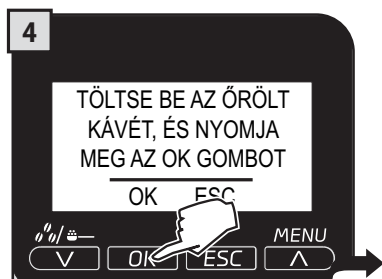 4
TÖLTSE BE AZ ŐRÖLT
KÁVÉT, ÉS NYOMJA
MEG AZ OK GOMBOT
OK ESC
MENU
OK ESC